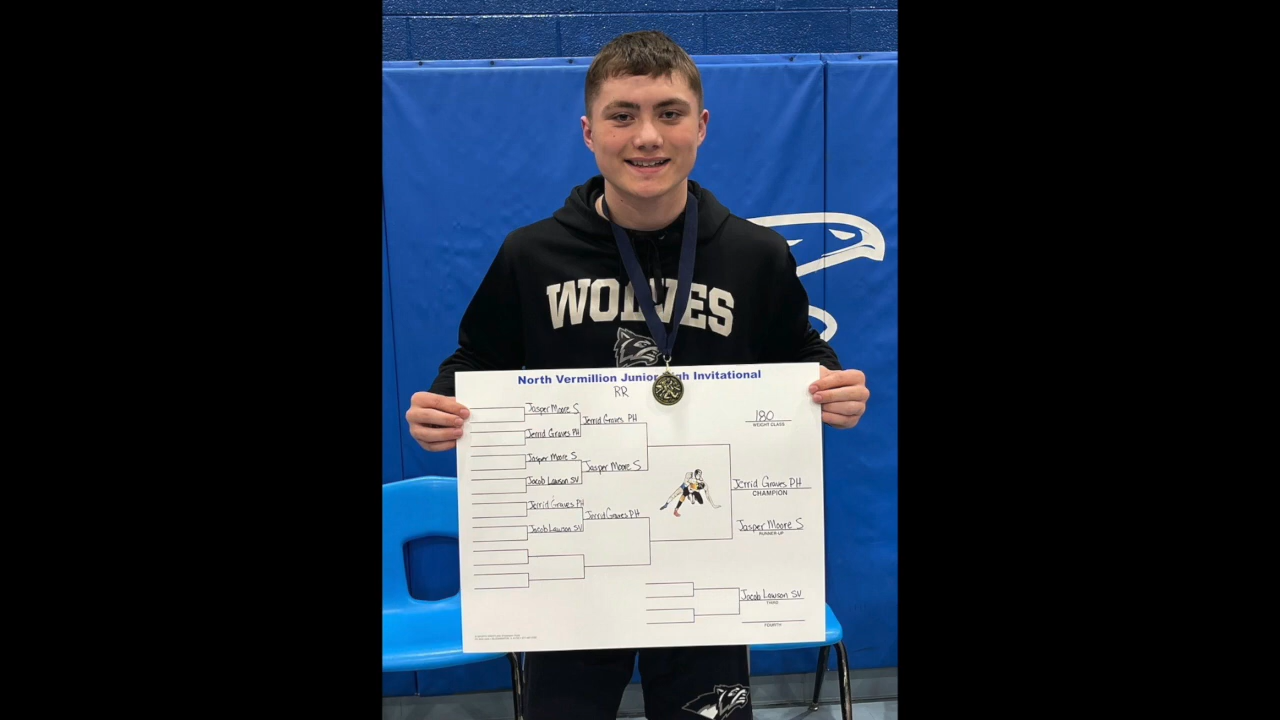 WOLVES
North Vermillion Junior High Invitational
RR
Jasper Moore S
Jerrid Graves PH
Jerrid Graves PH
180
WEIGHT CLASS
Jasper Moore S
Jasper Moore S
Jacob Lawson SV
Jerrid Graves PH
CHAMPION
Jerrid Graves PH
Jerrid Graves PH
Jacob Lawson SV
Jasper Moore S
RUNNER-UP
Jacob Lawson SV
THIRD
FOURTH